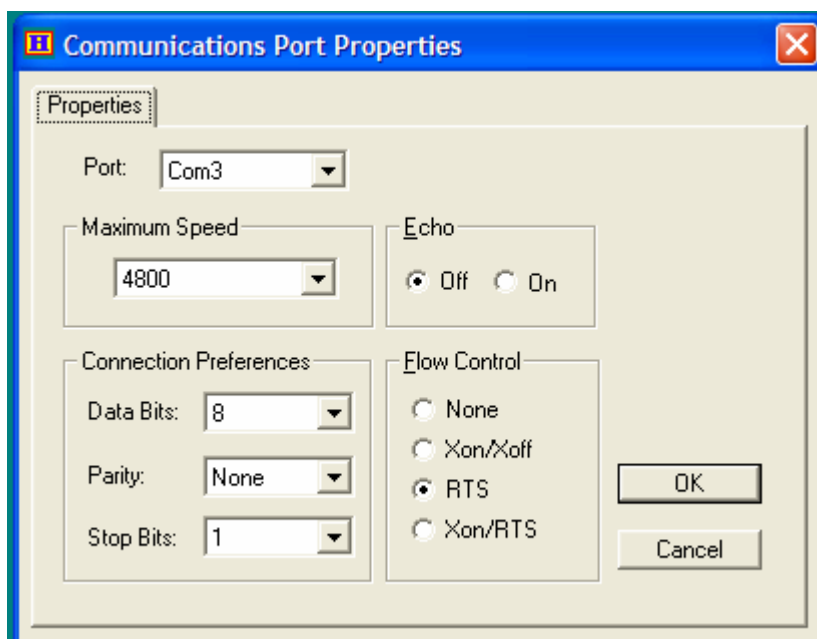 Communications Port Properties
Properties
Port: Com3
Maximum Speed
4800
Echo
Off On
Connection Preferences
Data Bits: 8
Parity: None
Stop Bits: 1
Flow Control
None
Xon/Xoff
RTS
Xon/RTS
OK
Cancel